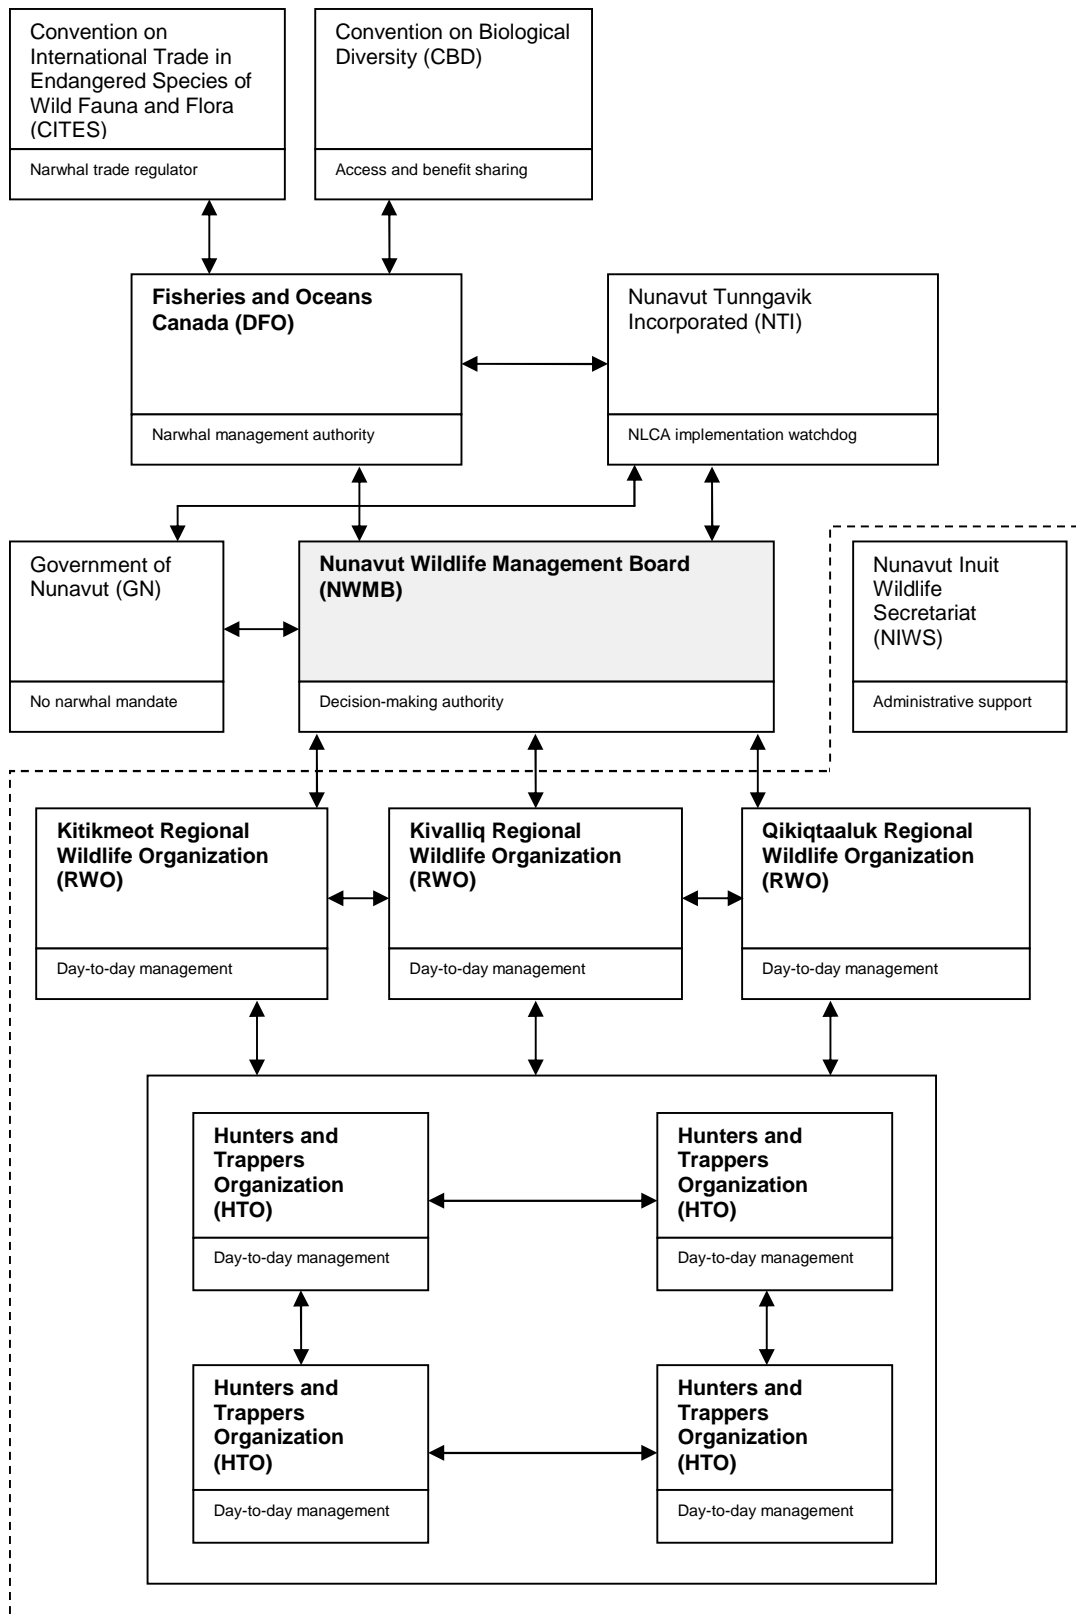 Convention on
International Trade in
Endangered Species of
Wild Fauna and Flora
(CITES)
Narwhal trade regulator
Convention on Biological
Diversity (CBD)
Access and benefit sharing
Fisheries and Oceans
Canada (DFO)
Narwhal management authority
Nunavut Tunngavik
Incorporated (NTI)
NLCA implementation watchdog
Government of
Nunavut (GN)
No narwhal mandate
Nunavut Wildlife Management Board
(NWMB)
Decision-making authority
Nunavut Inuit
Wildlife
Secretariat
(NIWS)
Administrative support
Kitikmeot Regional
Wildlife Organization
(RWO)
Day-to-day management
Kivalliq Regional
Wildlife Organization
(RWO)
Day-to-day management
Qikiqtaaluk Regional
Wildlife Organization
(RWO)
Day-to-day management
Hunters and
Trappers
Organization
(HTO)
Day-to-day management
Hunters and
Trappers
Organization
(HTO)
Day-to-day management
Hunters and
Trappers
Organization
(HTO)
Day-to-day management
Hunters and
Trappers
Organization
(HTO)
Day-to-day management